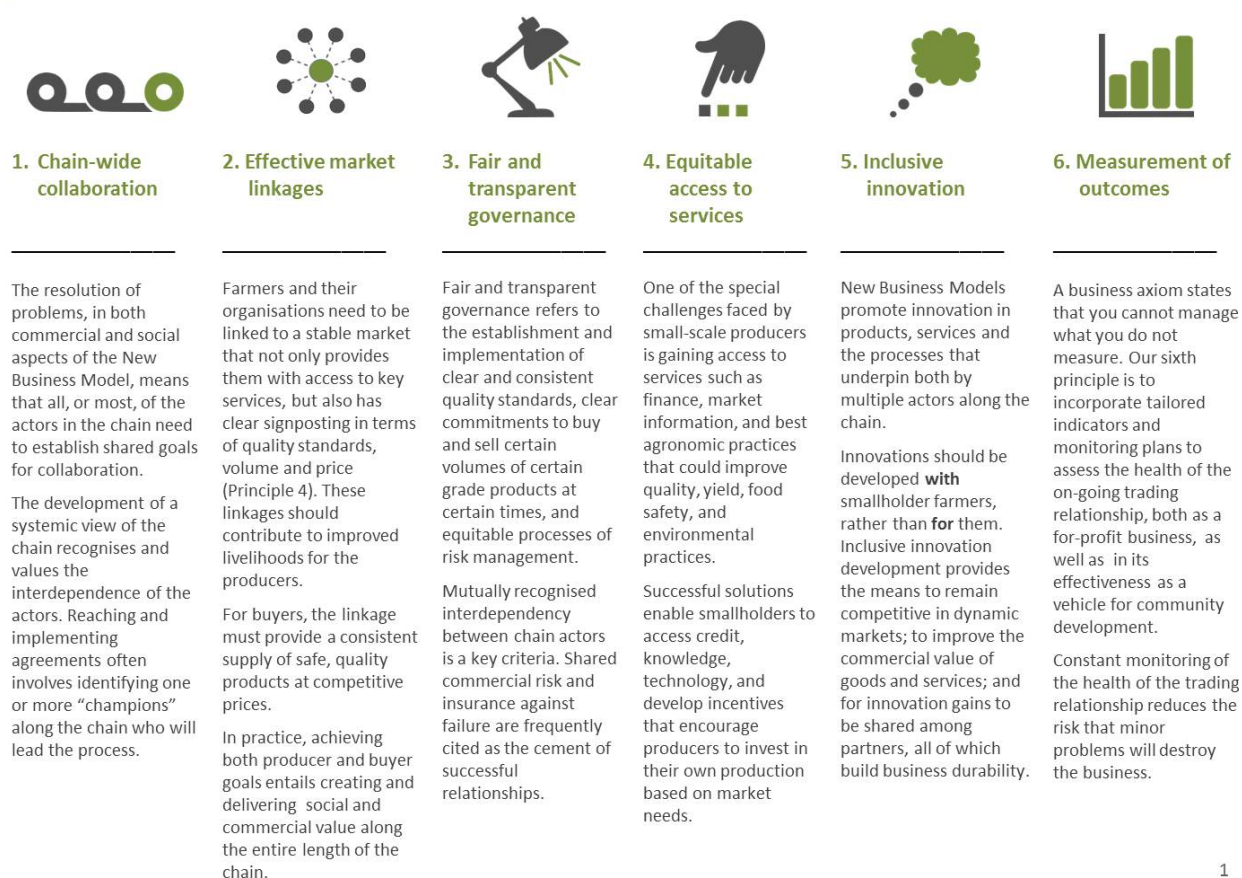 1. Chain-wide
collaboration
The resolution of
problems, in both
commercial and social
aspects of the New
Business Model, means
that all, or most, of the
actors in the chain need
to establish shared goals
for collaboration.
The development of a
systemic view of the
chain recognises and
values the
interdependence of the
actors. Reaching and
implementing
agreements often
involves identifying one
or more “champions”
along the chain who will
lead the process.
2. Effective market
linkages
Farmers and their
organisations need to be
linked to a stable market
that not only provides
them with access to key
services, but also has
clear signposting in terms
of quality standards,
volume and price
(Principle 4). These
linkages should
contribute to improved
livelihoods for the
producers.
For buyers, the linkage
must provide a consistent
supply of safe, quality
products at competitive
prices.
In practice, achieving
both producer and buyer
goals entails creating and
delivering social and
commercial value along
the entire length of the
chain.
3. Fair and
transparent
governance
Fair and transparent
governance refers to
the establishment and
implementation of
clear and consistent
quality standards, clear
commitments to buy
and sell certain
volumes of certain
grade products at
certain times, and
equitable processes of
risk management.
Mutually recognised
interdependency
between chain actors
is a key criteria. Shared
commercial risk and
insurance against
failure are frequently
cited as the cement of
successful
relationships.
4. Equitable
access to
services
One of the special
challenges faced by
small-scale producers
is gaining access to
services such as
finance, market
information, and best
agronomic practices
that could improve
quality, yield, food
safety, and
environmental
practices.
Successful solutions
enable smallholders to
access credit,
knowledge,
technology, and
develop incentives
that encourage
producers to invest in
their own production
based on market
needs.
5. Inclusive
innovation
New Business Models
promote innovation in
products, services and
the processes that
underpin both by
multiple actors along the
chain.
Innovations should be
developed with
smallholder farmers,
rather than for them.
Inclusive innovation
development provides
the means to remain
competitive in dynamic
markets; to improve the
commercial value of
goods and services; and
for innovation gains to
be shared among
partners, all of which
build business durability.
6. Measurement of
outcomes
A business axiom states
that you cannot manage
what you do not
measure. Our sixth
principle is to
incorporate tailored
indicators and
monitoring plans to
assess the health of the
on-going trading
relationship, both as a
for-profit business, as
well as in its
effectiveness as a
vehicle for community
development.
Constant monitoring of
the health of the trading
relationship reduces the
risk that minor
problems will destroy
the business.
1